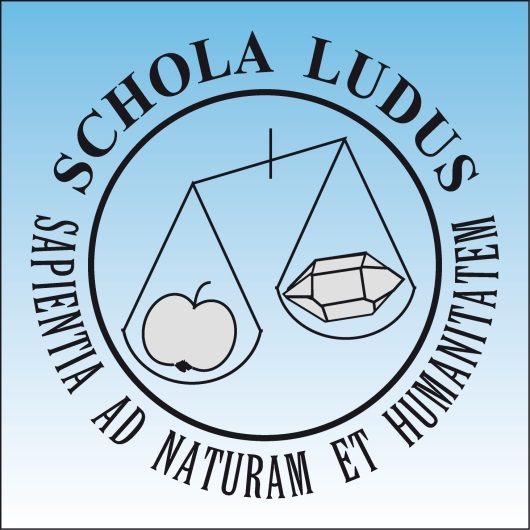 SCHOLA LUDUS
SAPIENTIA AD NATURAM ET HUMANITATEM